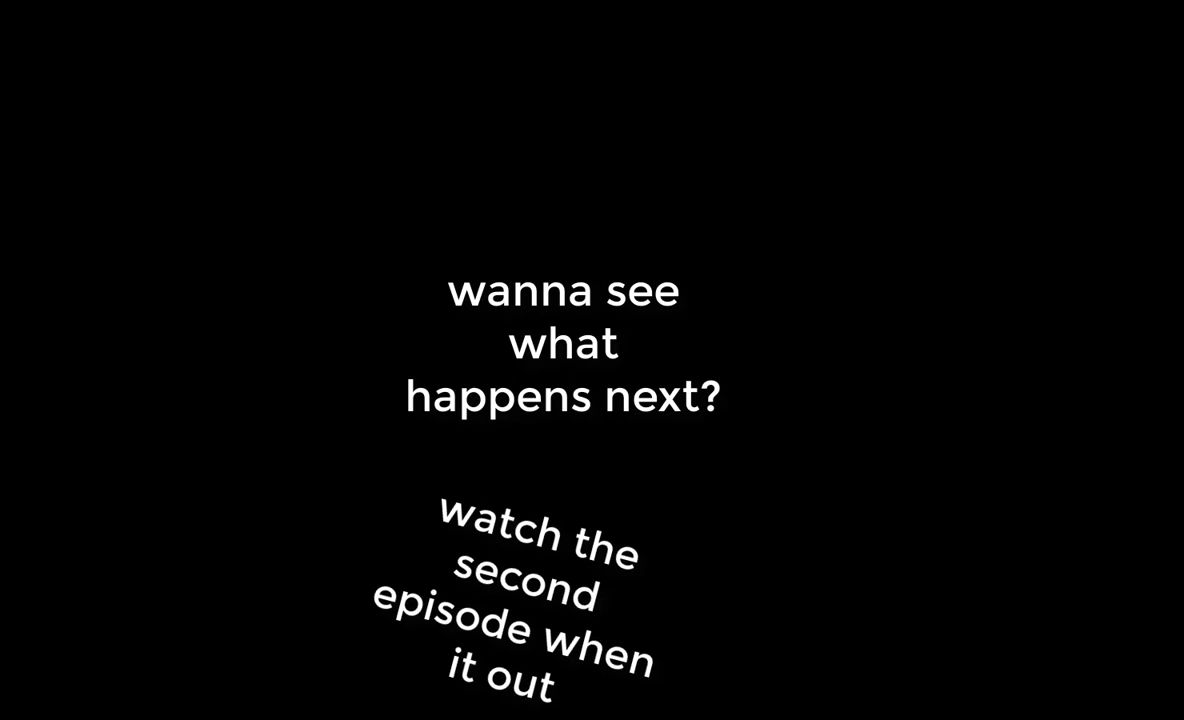 wanna see
what
happens next?
watch the
second
episode when
it out